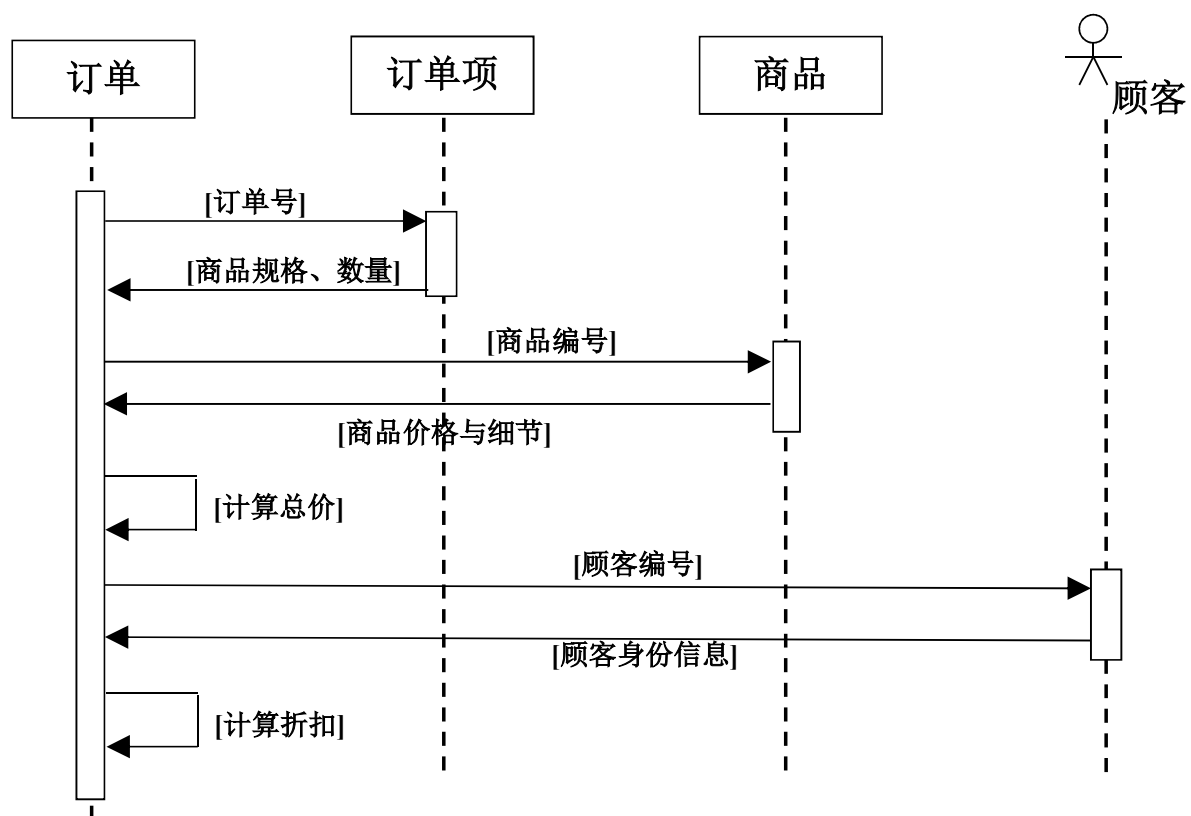 订单
订单项
商品
顾客
[订单号]
[商品规格、数量]
[商品编号]
[商品价格与细节]
[计算总价]
[顾客编号]
[顾客身份信息]
[计算折扣]